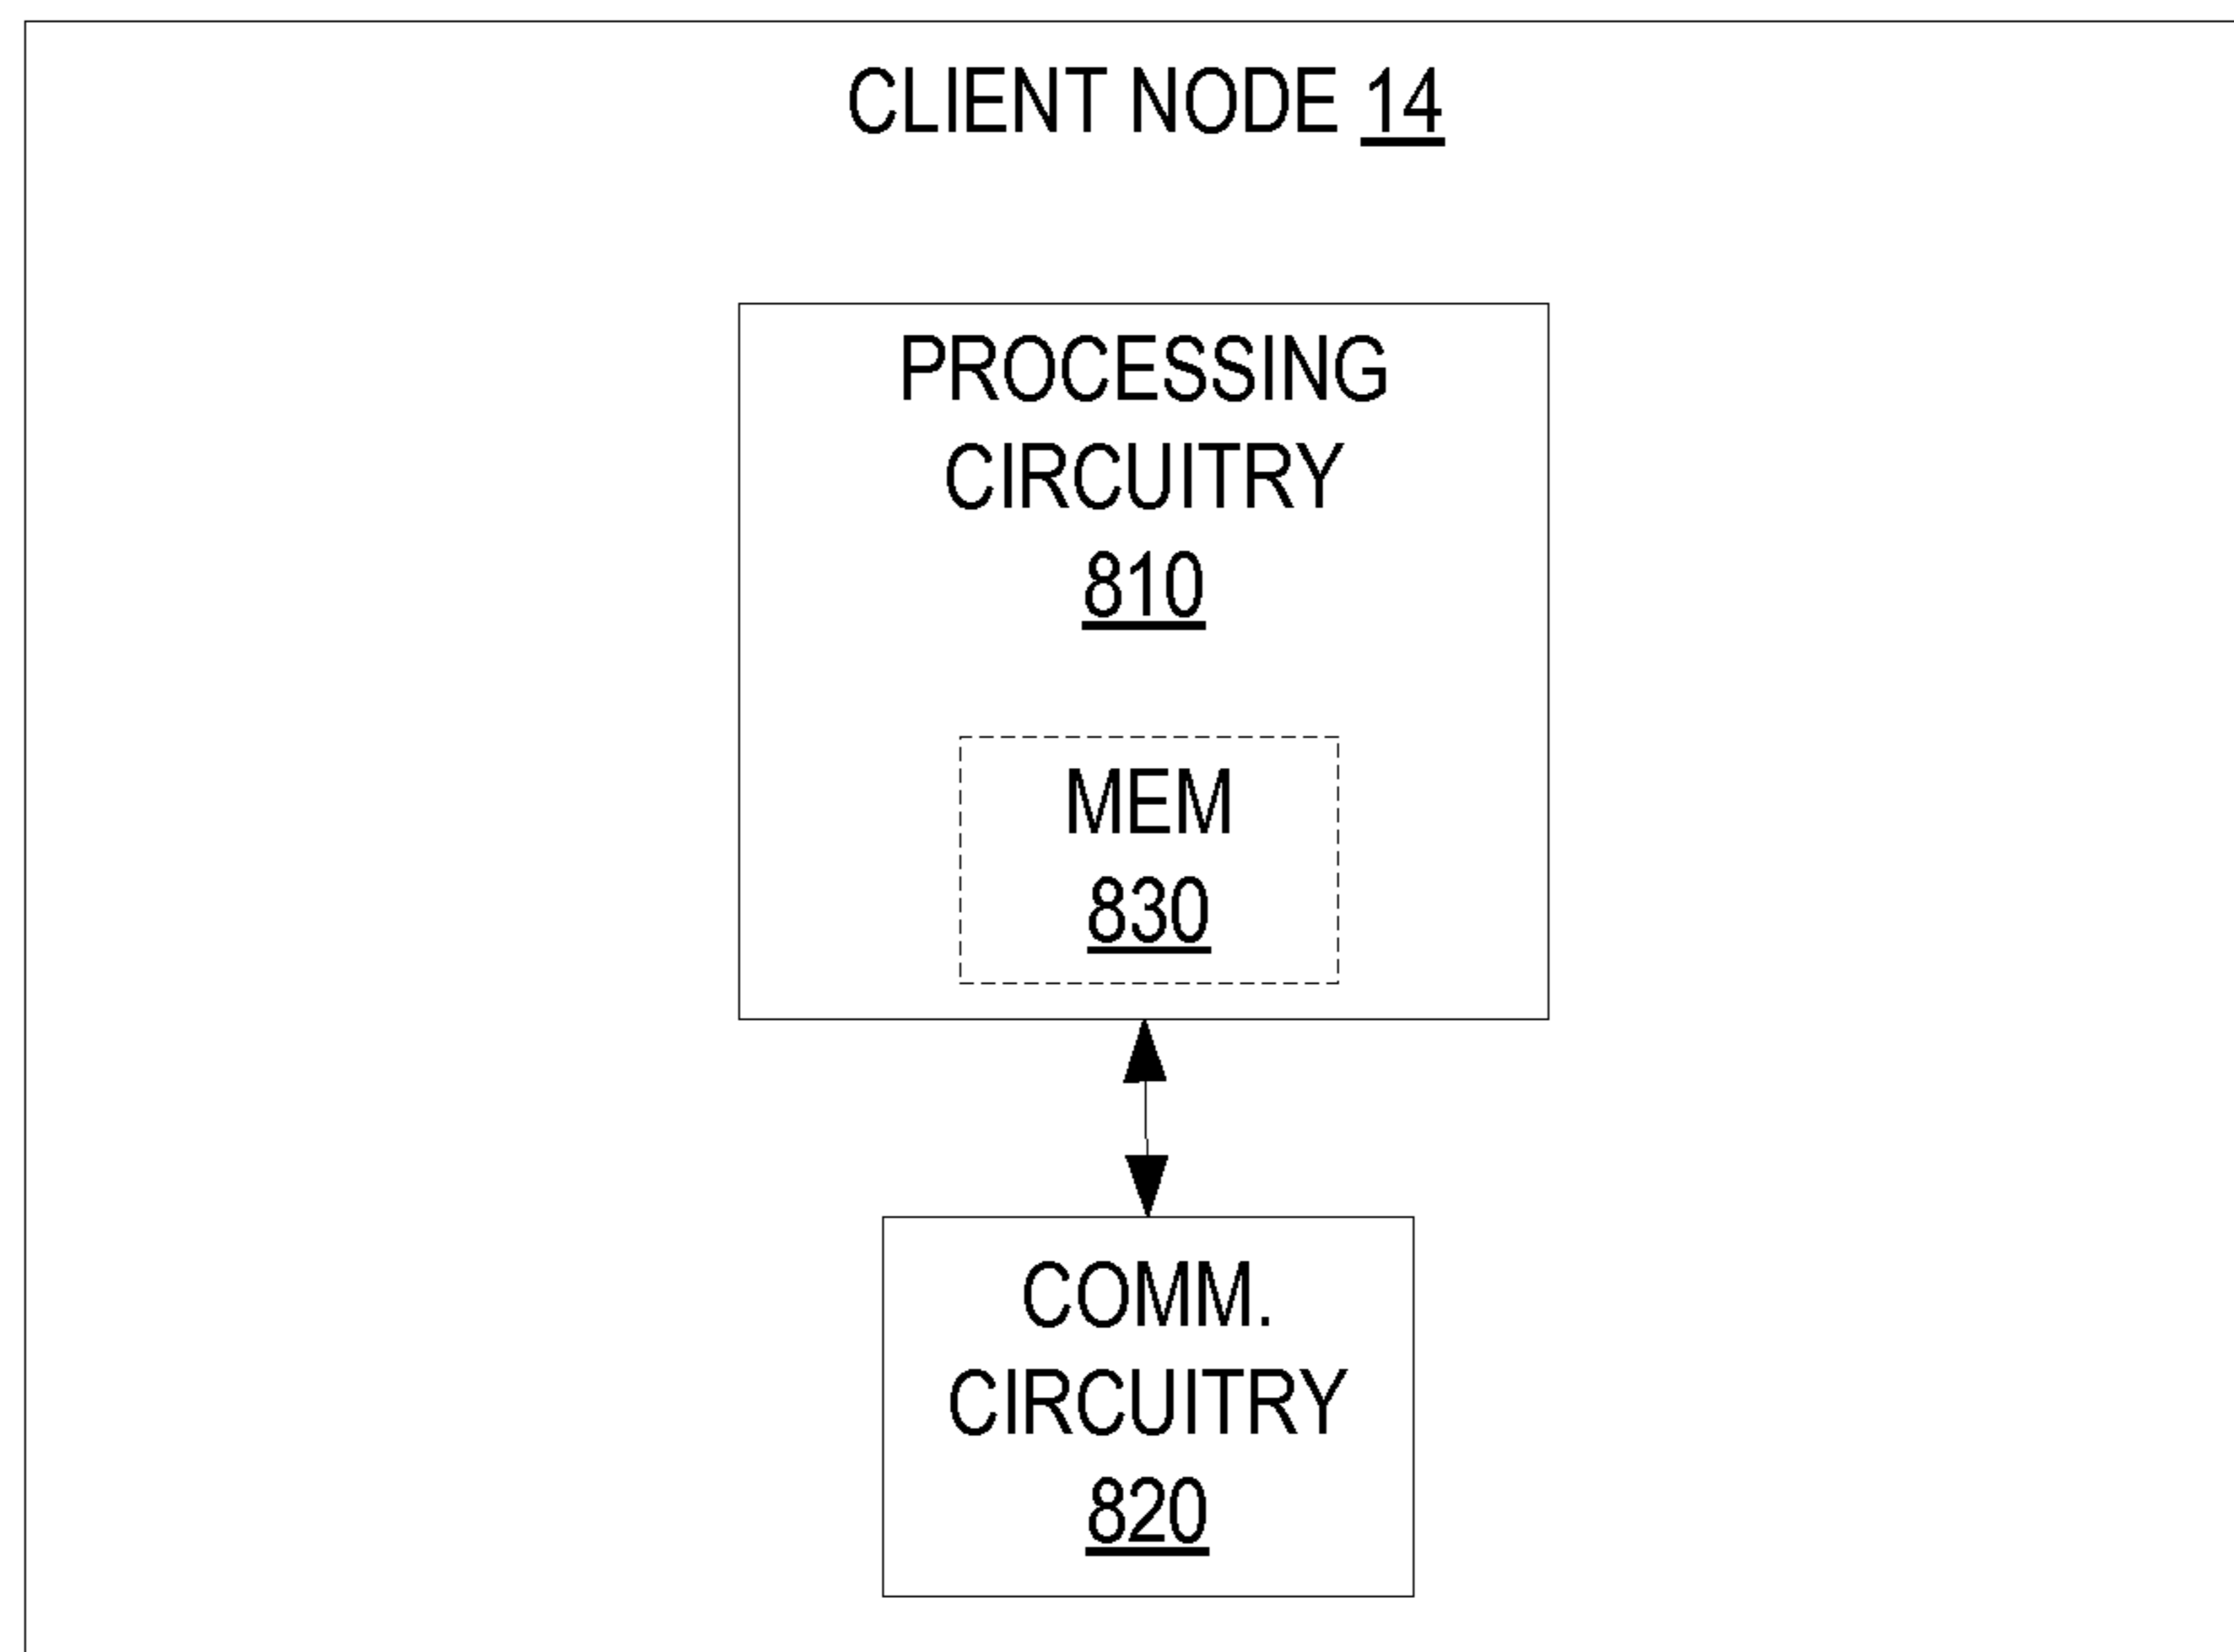 CLIENT NODE 14
PROCESSING
CIRCUITRY
810
MEM
830
COMM.
CIRCUITRY
820